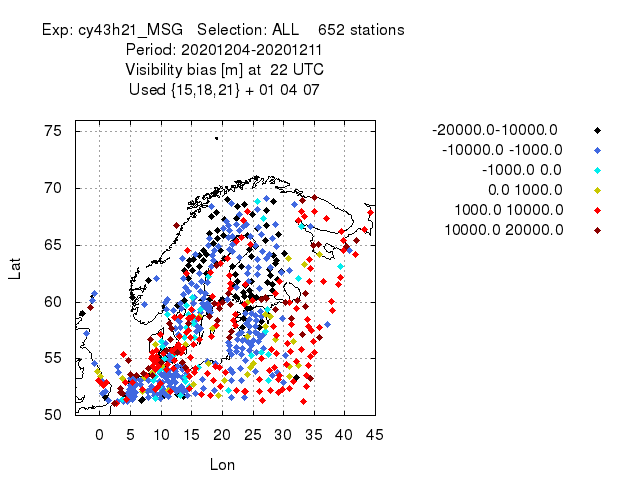 Exp: cy43h21_MSG Selection: ALL 652 stations
Period: 20201204-20201211
Visibility bias [m] at 22 UTC
Used {15,18,21} + 01 04 07
-20000.0-10000.0
-10000.0 -1000.0
-1000.0 0.0
0.0 1000.0
1000.0 10000.0
10000.0 20000.0
75
70
65
60
55
50
Lat
0 5 10 15 20 25 30 35 40 45
Lon